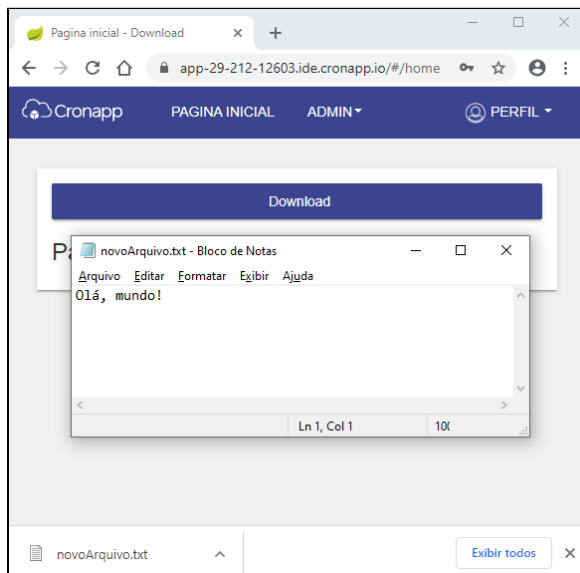 Pagina inicial - Download
app-29-212-12603.ide.cronapp.io/#/home
Cronapp PAGINA INICIAL ADMIN PERFIL
Download
novoArquivo.txt - Bloco de Notas
Arquivo Editar Formatar Exibir Ajuda
Olá, mundo!
Ln 1, Col 1
novoArquivo.txt Exibir todos